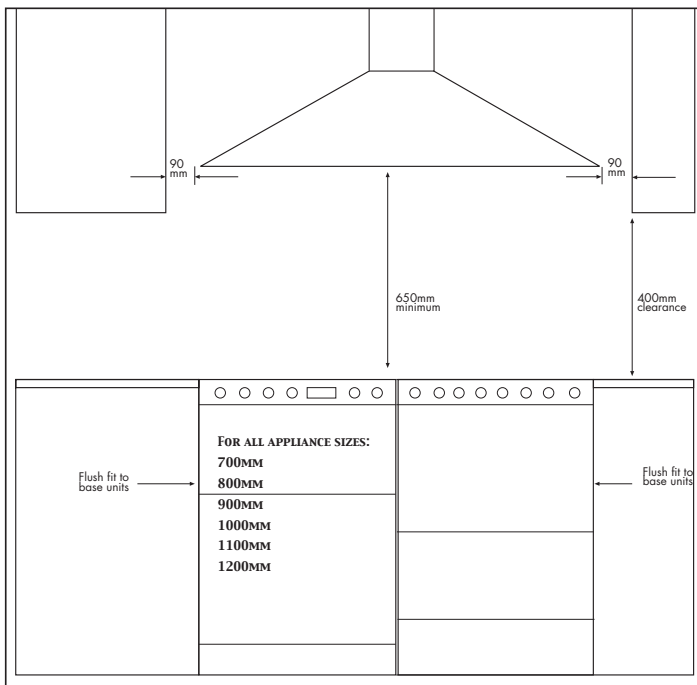 90
mm
90
mm
650mm
minimum
400mm
clearance
For all appliance sizes:
700mm
800mm
900mm
1000mm
1100mm
1200mm
Flush fit to
base units
Flush fit to
base units